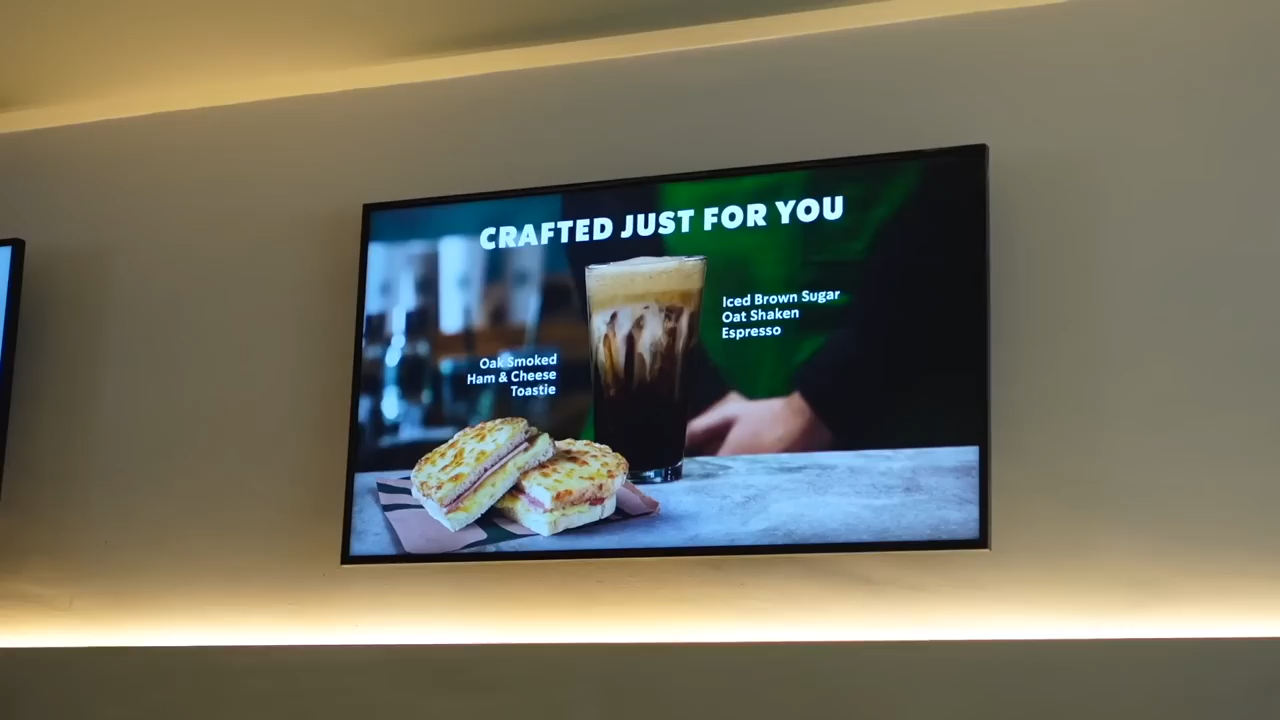 CRAFTED JUST FOR YOU
Iced Brown Sugar
Oat Shaken
Espresso
Oak Smoked
Ham & Cheese
Toastie